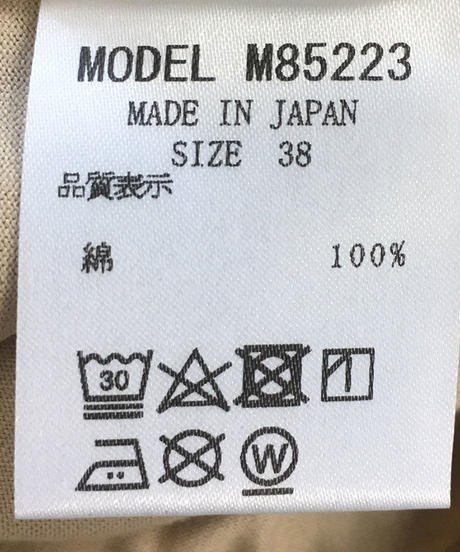 MODEL M85223
MADE IN JAPAN
SIZE 38
品質表示
綿 100%
30
W